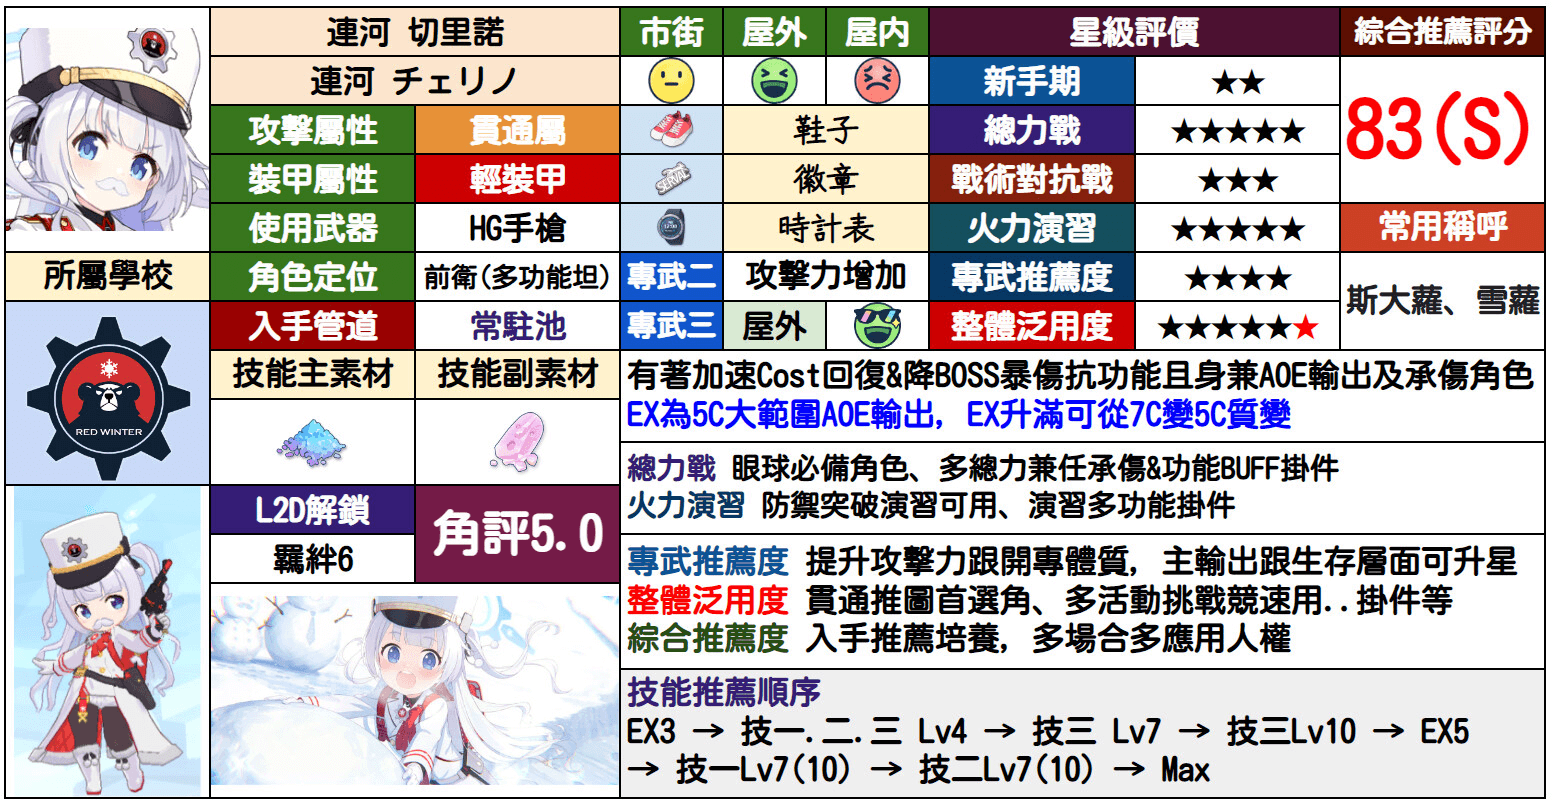 連河 切里諾
連河 チェリノ
市街
屋外
屋内
星級評價
綜合推薦評分
新手期
★★
83(S)
攻擊屬性
貫通屬
鞋子
總力戰
★★★★★
裝甲屬性
輕裝甲
SERVAL
徽章
戰術對抗戰
★★★
使用武器
HG手槍
時計表
火力演習
★★★★★
常用稱呼
所屬學校
角色定位
前衛(多功能坦)
專武二
攻擊力增加
專武推薦度
★★★★
斯大蘿、雪蘿
RED WINTER
入手管道
常駐池
專武三
屋外
整體泛用度
★★★★★★
技能主素材
技能副素材
有著加速Cost回復&降BOSS暴傷抗功能且身兼AOE輸出及承傷角色
EX為5C大範圍AOE輸出, EX升滿可從7C變5C質變
總力戰 眼球必備角色、多總力兼任承傷&功能BUFF掛件
火力演習 防禦突破演習可用、演習多功能掛件
L2D解鎖
羈絆6
角評5.0
專武推薦度 提升攻擊力跟開專體質, 主輸出跟生存層面可升星
整體泛用度 貫通推圖首選角、多活動挑戰競速用..掛件等
綜合推薦度 入手推薦培養, 多場合多應用人權
技能推薦順序
EX3 → 技一.二.三 Lv4 → 技三 Lv7 → 技三Lv10 → EX5
→ 技一Lv7(10) → 技二Lv7(10) → Max